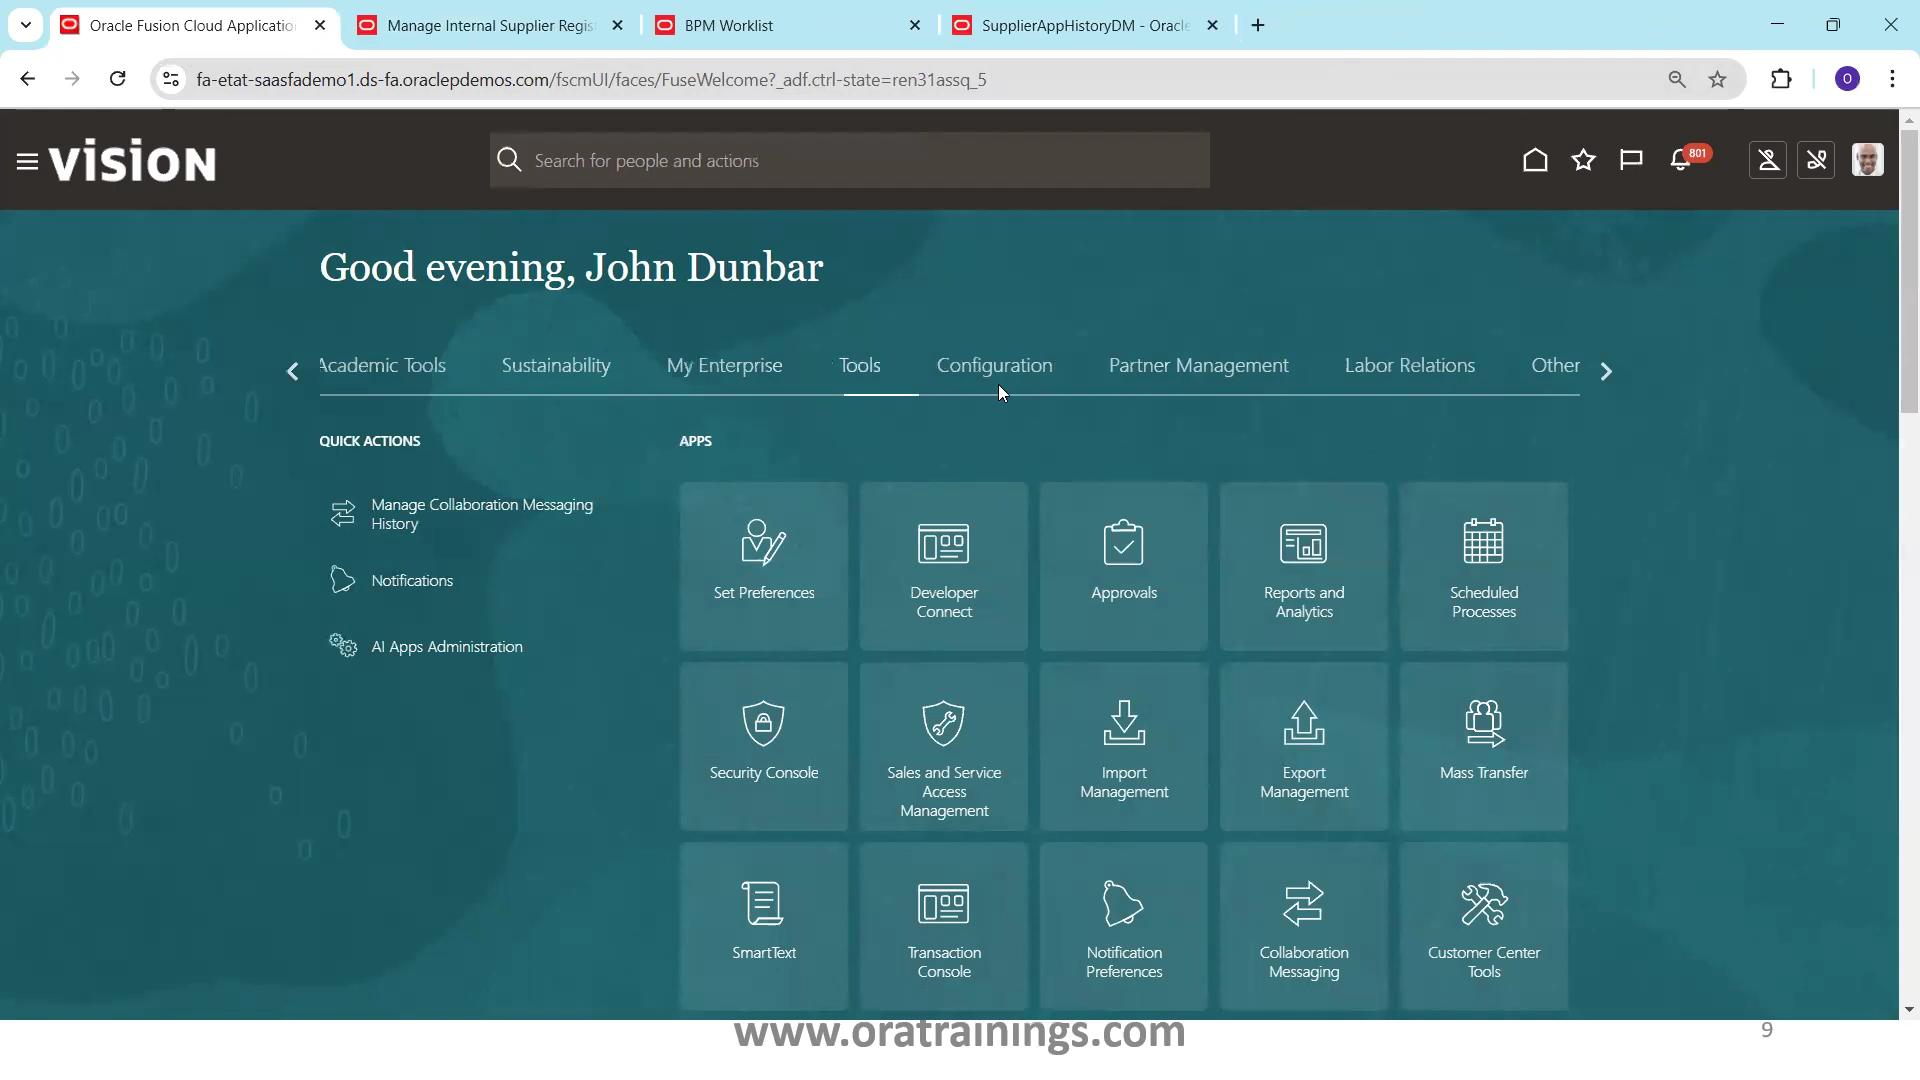 Oracle Fusion Cloud Applicatio
Manage Internal Supplier Regist
BPM Worklist
SupplierAppHistoryDM - Oracle
fa-etat-saasfademo1.ds-fa.oraclepdemos.com/fscmUI/faces/FuseWelcome?_adf.ctrl-state=ren31assq_5
O
vision
Search for people and actions
801
Good evening, John Dunbar
Academic Tools
Sustainability
My Enterprise
Tools
Configuration
Partner Management
Labor Relations
Other
QUICK ACTIONS
Manage Collaboration Messaging
History
Notifications
AI Apps Administration
APPS
Set Preferences
Developer
Connect
Approvals
Reports and
Analytics
Scheduled
Processes
Security Console
Sales and Service
Access
Management
Import
Management
Export
Management
Mass Transfer
SmartText
Transaction
Console
Notification
Preferences
Collaboration
Messaging
Customer Center
Tools
www.oratrainings.com
9